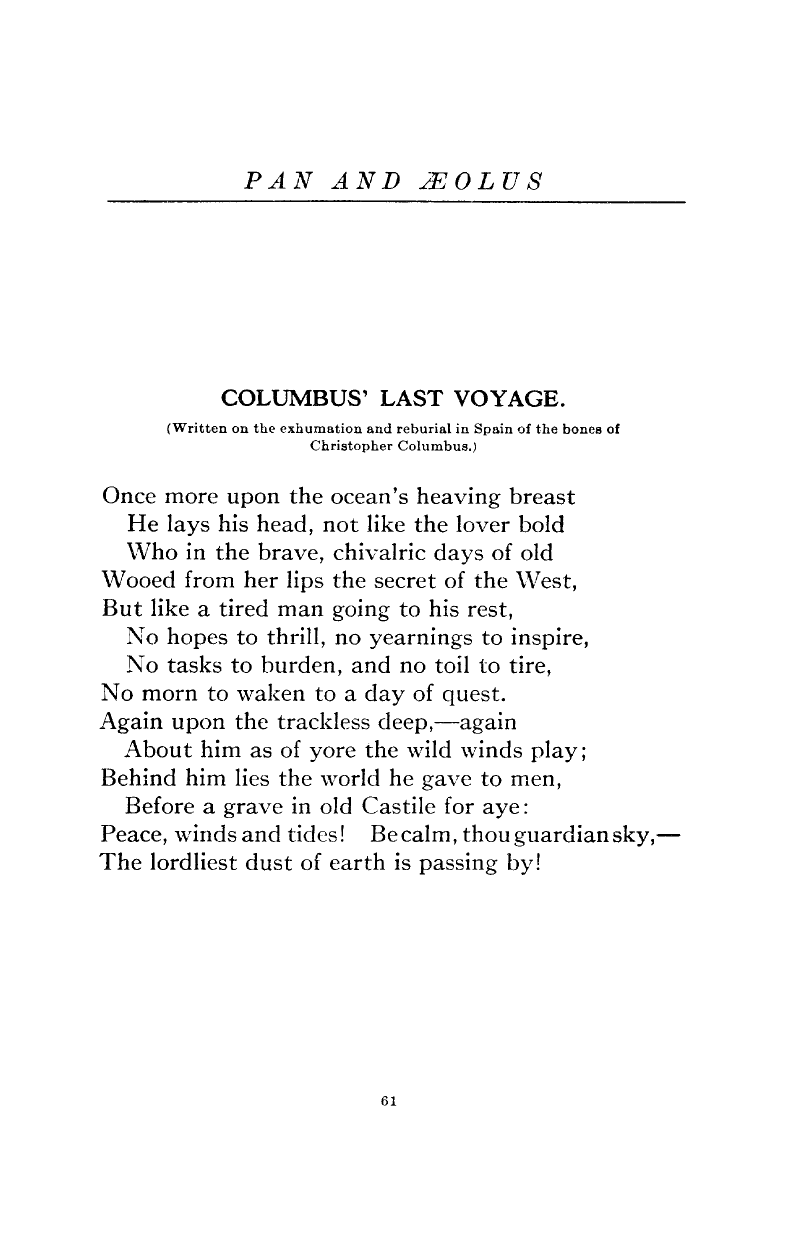 PAN AND ÆOLUS
COLUMBUS' LAST VOYAGE.
(Written on the exhumation and reburial in Spain of the bones of
Christopher Columbus.)
Once more upon the ocean's heaving breast
He lays his head, not like the lover bold
Who in the brave, chivalric days of old
Wooed from her lips the secret of the West,
But like a tired man going to his rest,
No hopes to thrill, no yearnings to inspire,
No tasks to burden, and no toil to tire,
No morn to waken to a day of quest.
Again upon the trackless deep,—again
About him as of yore the wild winds play;
Behind him lies the world he gave to men,
Before a grave in old Castile for aye:
Peace, winds and tides! Be calm, thou guardian sky,—
The lordliest dust of earth is passing by!
61